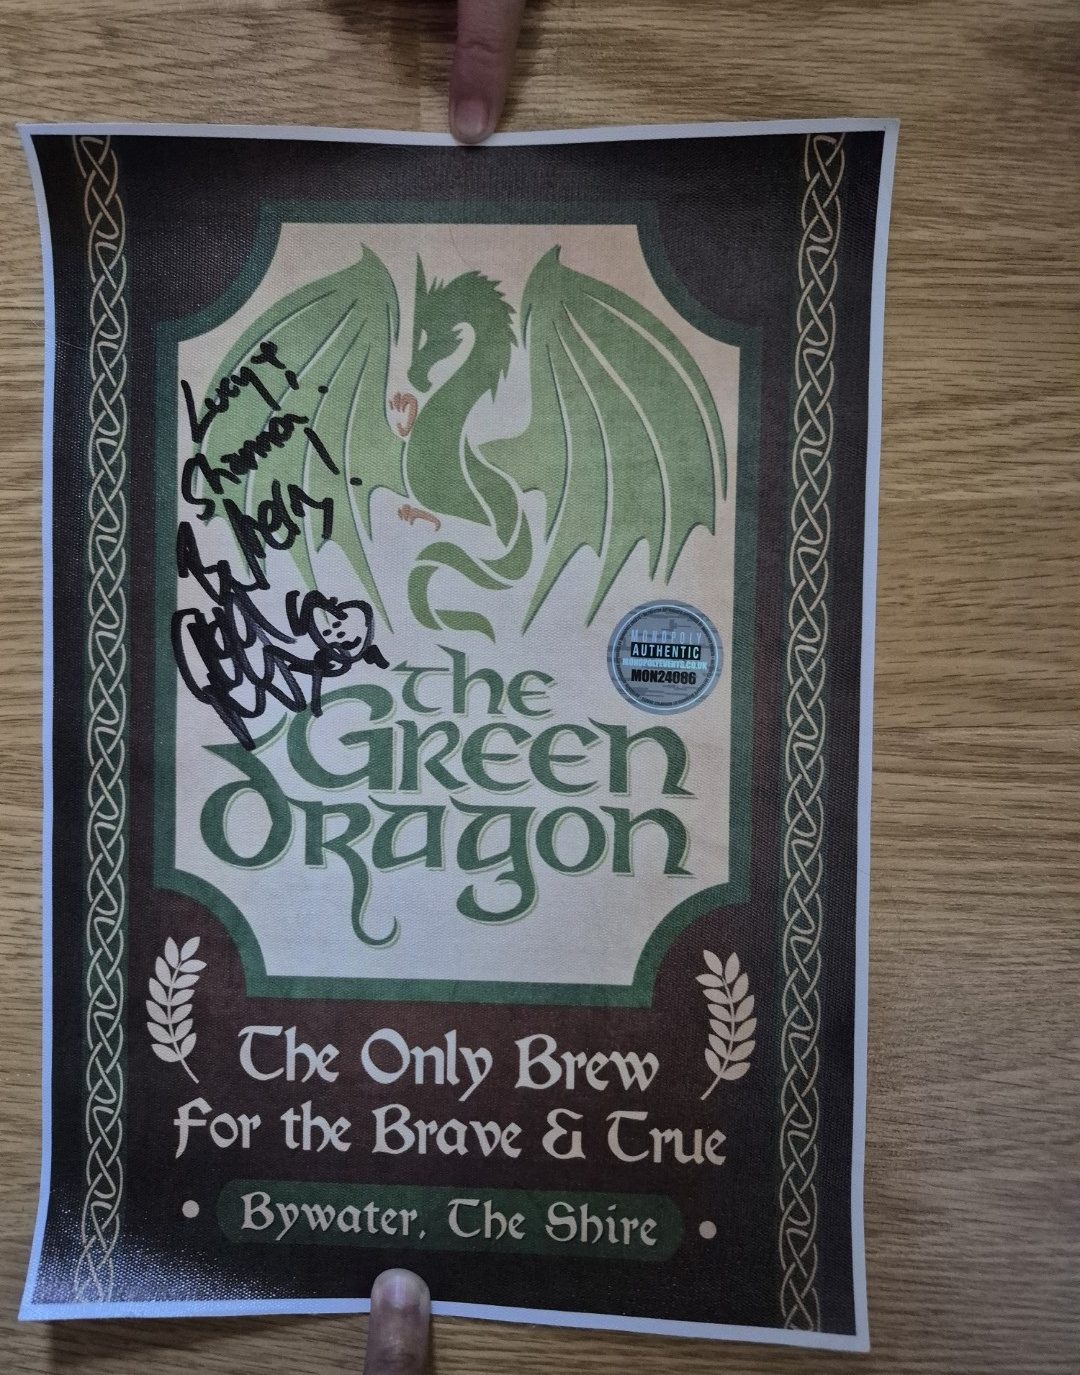 Lucy +
Shannon!
the
Green
Dragon
MONOPOLY
AUTHENTIC
MONOPOLYEVENTS.CO.UK
MON24086
The Only Brew
For the Brave & True
• Bywater, The Shire •